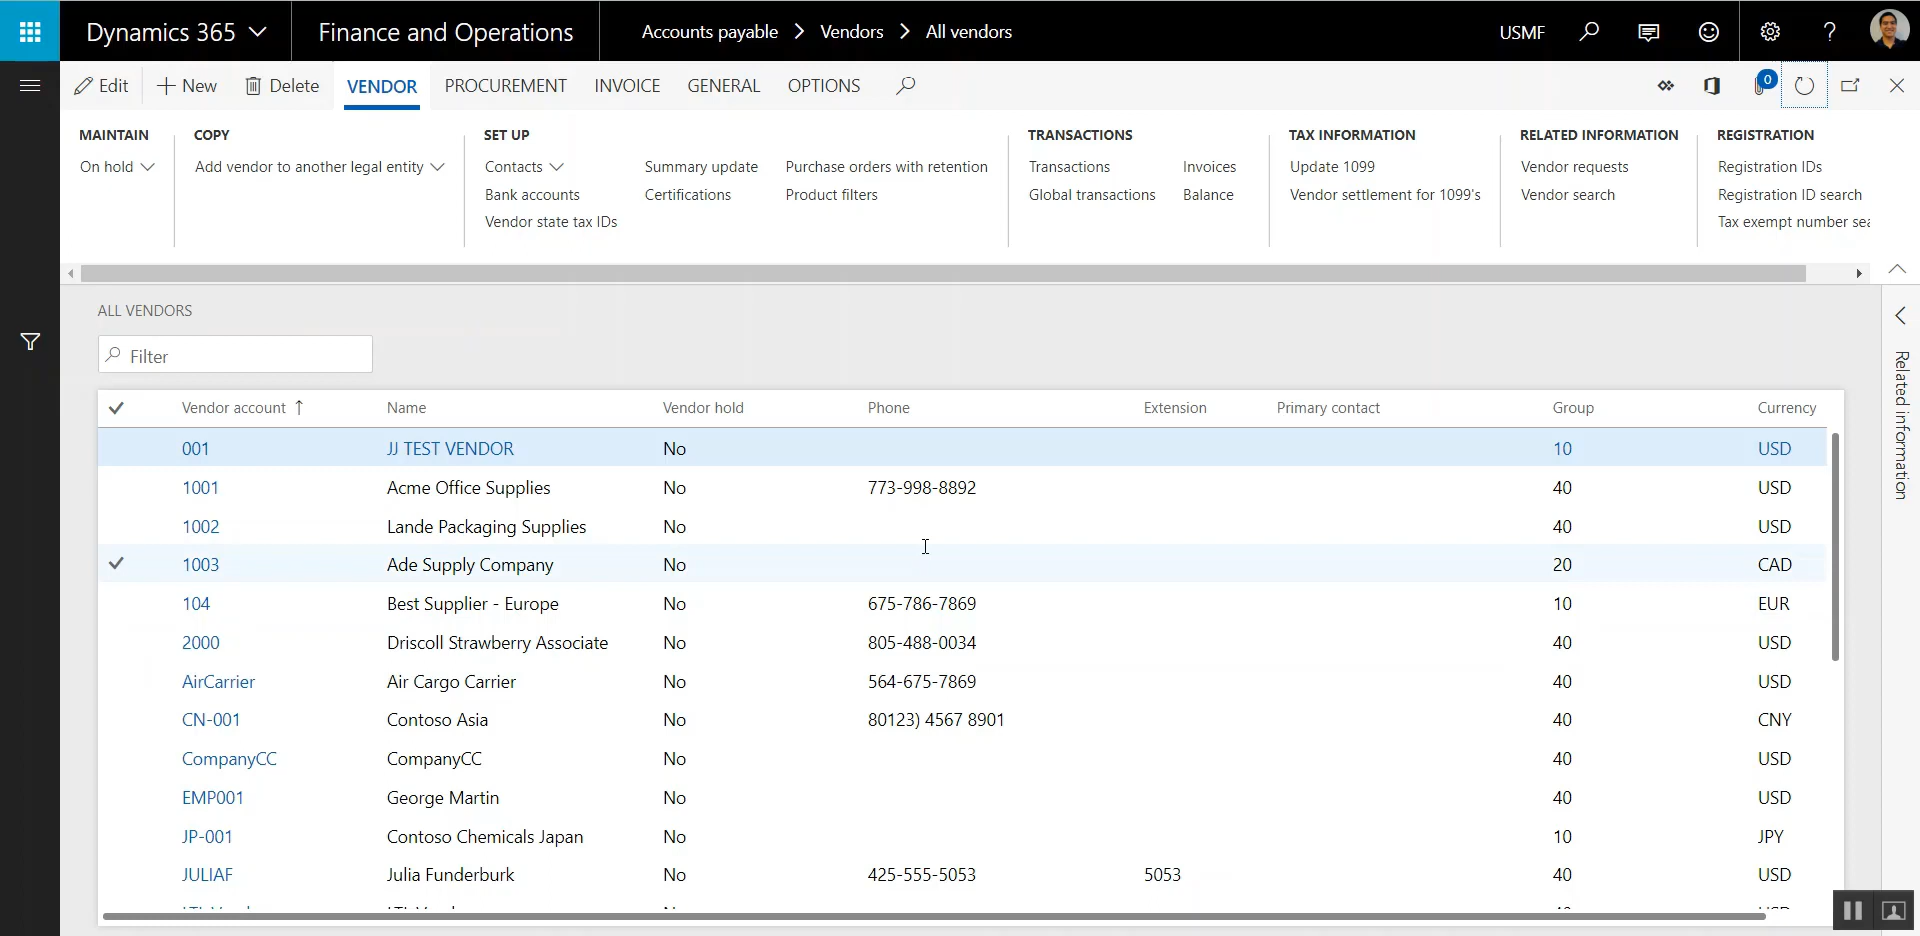 Dynamics 365 Finance and Operations Accounts payable Vendors All vendors USMF ?
Edit New Delete VENDOR PROCUREMENT INVOICE GENERAL OPTIONS 0
MAINTAIN COPY SET UP TRANSACTIONS TAX INFORMATION RELATED INFORMATION REGISTRATION
On hold Add vendor to another legal entity Contacts Summary update Purchase orders with retention Transactions Invoices Update 1099 Vendor requests Registration IDs
Bank accounts Certifications Product filters Global transactions Balance Vendor settlement for 1099's Vendor search Registration ID search
Vendor state tax IDs Tax exempt number sea
ALL VENDORS
Filter
Related information
Vendor account Name Vendor hold Phone Extension Primary contact Group Currency
001 JJ TEST VENDOR No 10 USD
1001 Acme Office Supplies No 773-998-8892 40 USD
1002 Lande Packaging Supplies No 40 USD
1003 Ade Supply Company No 20 CAD
104 Best Supplier - Europe No 675-786-7869 10 EUR
2000 Driscoll Strawberry Associate No 805-488-0034 40 USD
AirCarrier Air Cargo Carrier No 564-675-7869 40 USD
CN-001 Contoso Asia No 80123) 4567 8901 40 CNY
CompanyCC CompanyCC No 40 USD
EMP001 George Martin No 40 USD
JP-001 Contoso Chemicals Japan No 10 JPY
JULIAF Julia Funderburk No 425-555-5053 5053 40 USD